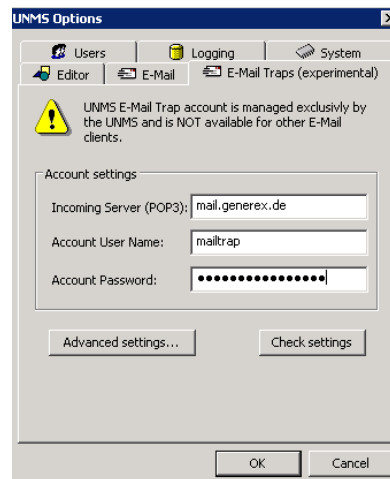 UNMS Options
Users
Logging
System
Editor
E-Mail
E-Mail Traps (experimental)
UNMS E-Mail Trap account is managed exclusivly by
the UNMS and is NOT available for other E-Mail
clients.
Account settings
Incoming Server (POP3): mail.generex.de
Account User Name: mailtrap
Account Password: ●●●●●●●●●●●●●●●●
Advanced settings...
Check settings
OK
Cancel